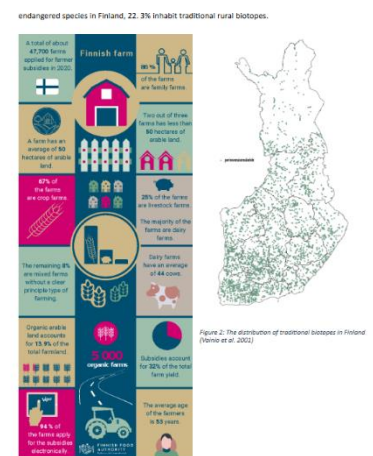 endangered species in Finland, 22. 3% inhabit traditional rural biotopes.
A total of about
47,700 farms
applied for farmer
subsidies in 2020.
Finnish farm
86 %
of the farms
are family farms
A farm has an
average of 50
hectares of arable
land.
Two out of three
farms has less than
50 hectares of
arable land.
67% of
the farms
are crop farms
25% of the farms
are livestock farms
The majority of
the farms are dairy
farms.
The remaining 8%
are mixed farms
without a clear
principle type of
farming.
Dairy farms
have an average
of 44 cows.
Organic arable
land accounts
for 13.9% of the
total farmland.
5 000
organic farms
Subsidies account
for 32% of the total
farm yield.
94 % of
the farms apply
for the subsidies
electronically
FINNISH FOOD
AUTHORITY
The average age
of the farmers
is 53 years
Figure 2: The distribution of traditional biotopes in Finland
(Vainio et al. 2001)